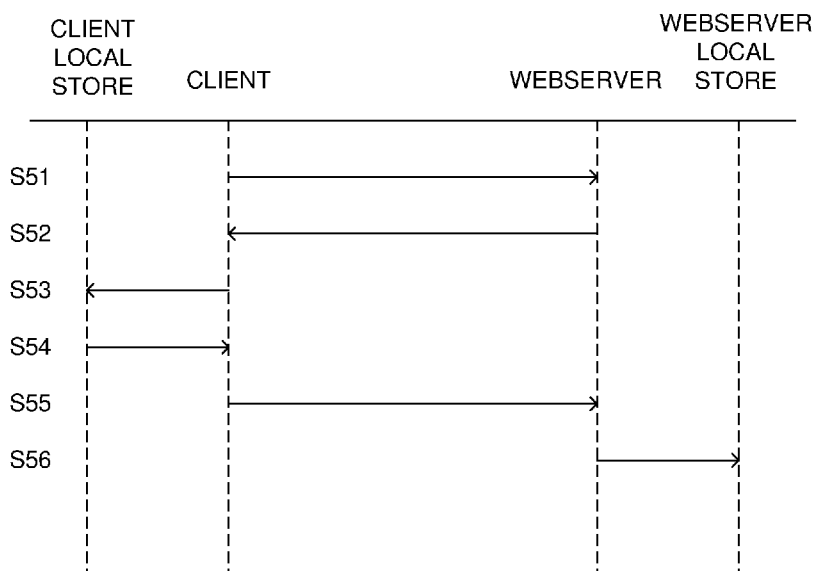 CLIENT
LOCAL
STORE
CLIENT
WEBSERVER
WEBSERVER
LOCAL
STORE
S51
S52
S53
S54
S55
S56